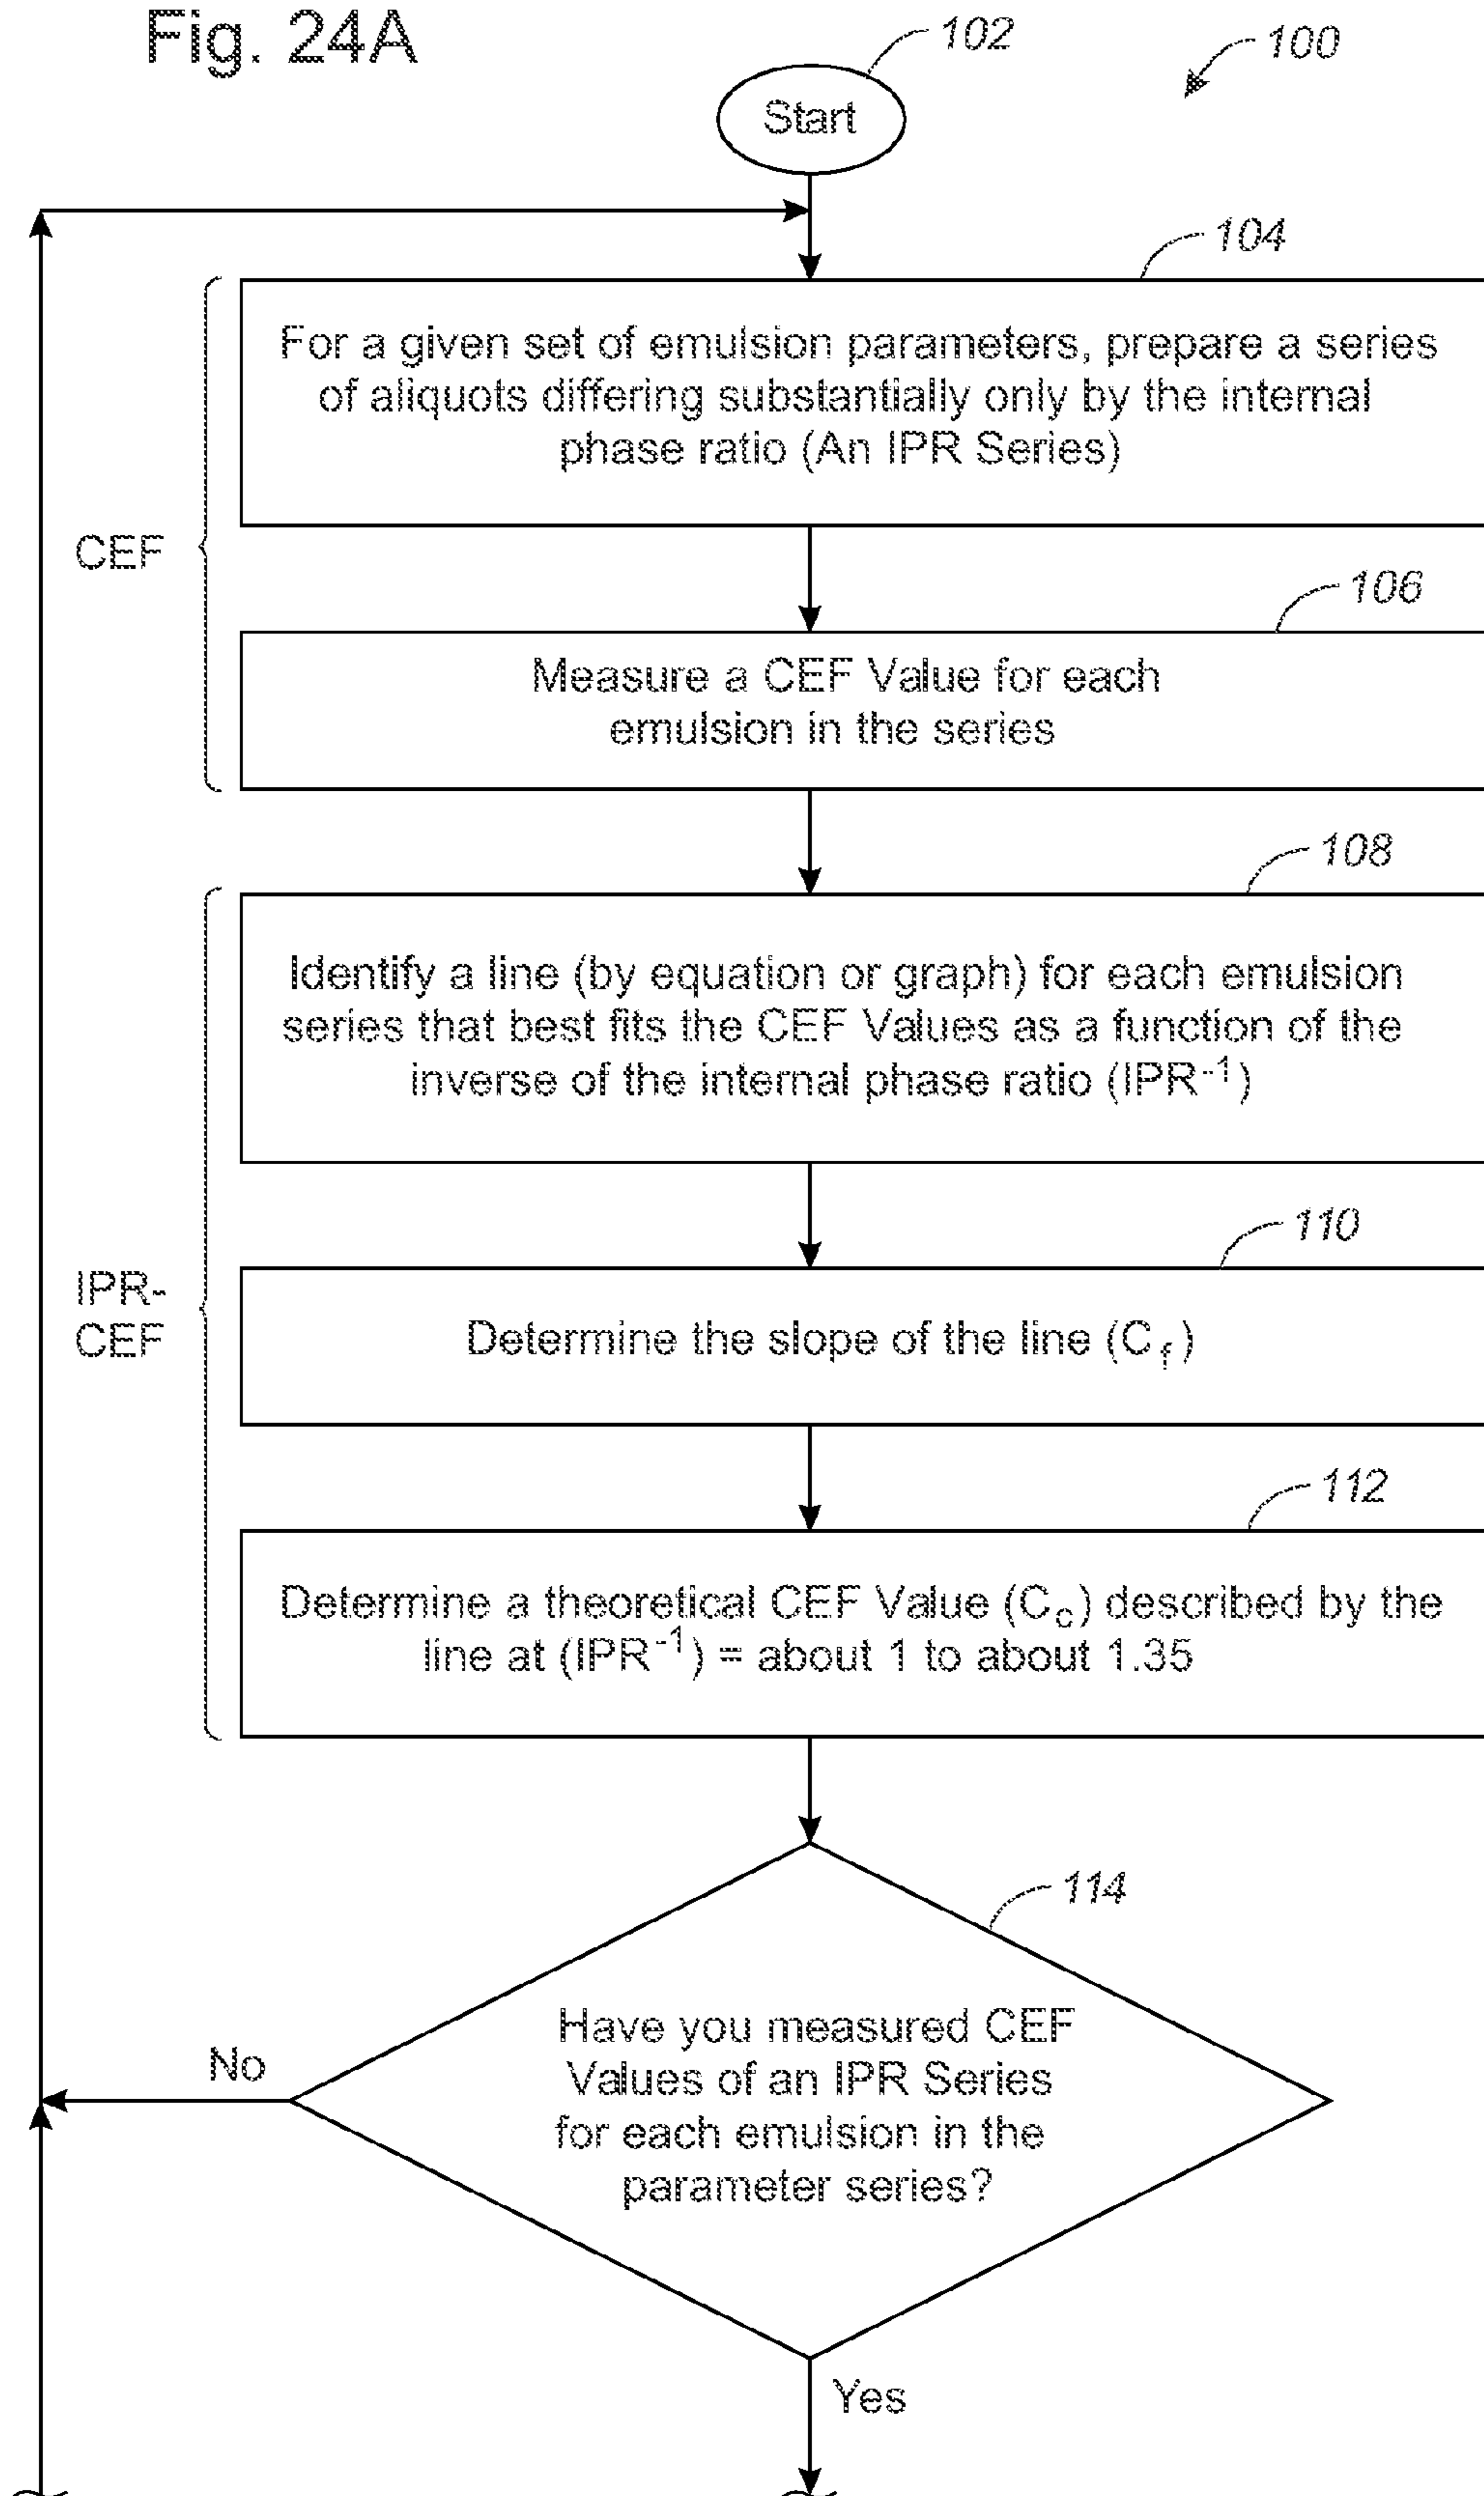 Fig. 24A
102
100
Start
104
For a given set of emulsion parameters, prepare a series
of aliquots differing substantially only by the internal
phase ratio (An IPR Series)
CEF
106
Measure a CEF Value for each
emulsion in the series
108
Identify a line (by equation or graph) for each emulsion
series that best fits the CEF Values as a function of the
inverse of the internal phase ratio (IPR⁻¹)
110
IPR-
CEF
Determine the slope of the line (C_f)
112
Determine a theoretical CEF Value (C_c) described by the
line at (IPR⁻¹) = about 1 to about 1.35
114
Have you measured CEF
Values of an IPR Series
for each emulsion in the
parameter series?
No
Yes